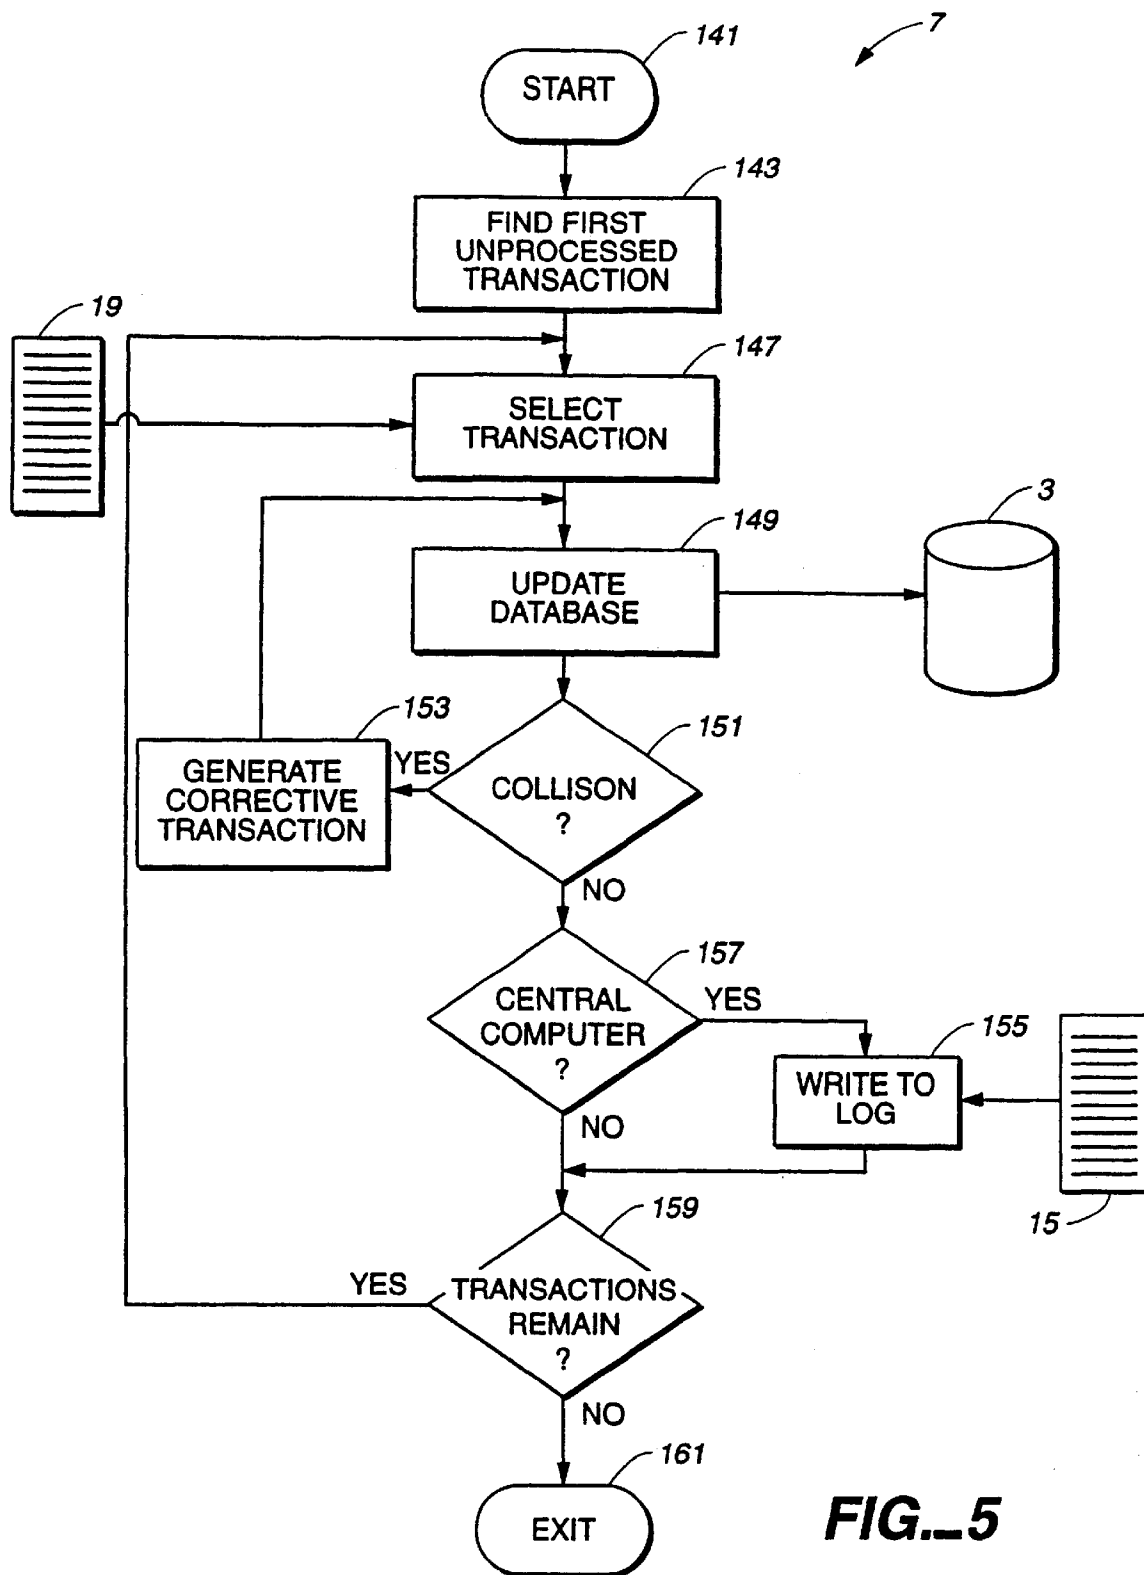 7
141
START
143
FIND FIRST
UNPROCESSED
TRANSACTION
19
147
SELECT
TRANSACTION
3
149
UPDATE
DATABASE
153
151
YES
GENERATE
CORRECTIVE
TRANSACTION
COLLISON
?
NO
157
CENTRAL
COMPUTER
?
YES
155
WRITE TO
LOG
NO
15
159
YES
TRANSACTIONS
REMAIN
?
NO
161
EXIT
FIG._5